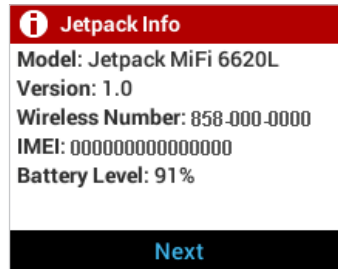 Jetpack Info
Model: Jetpack MiFi 6620L
Version: 1.0
Wireless Number: 858-000-0000
IMEI: 000000000000000
Battery Level: 91%
Next